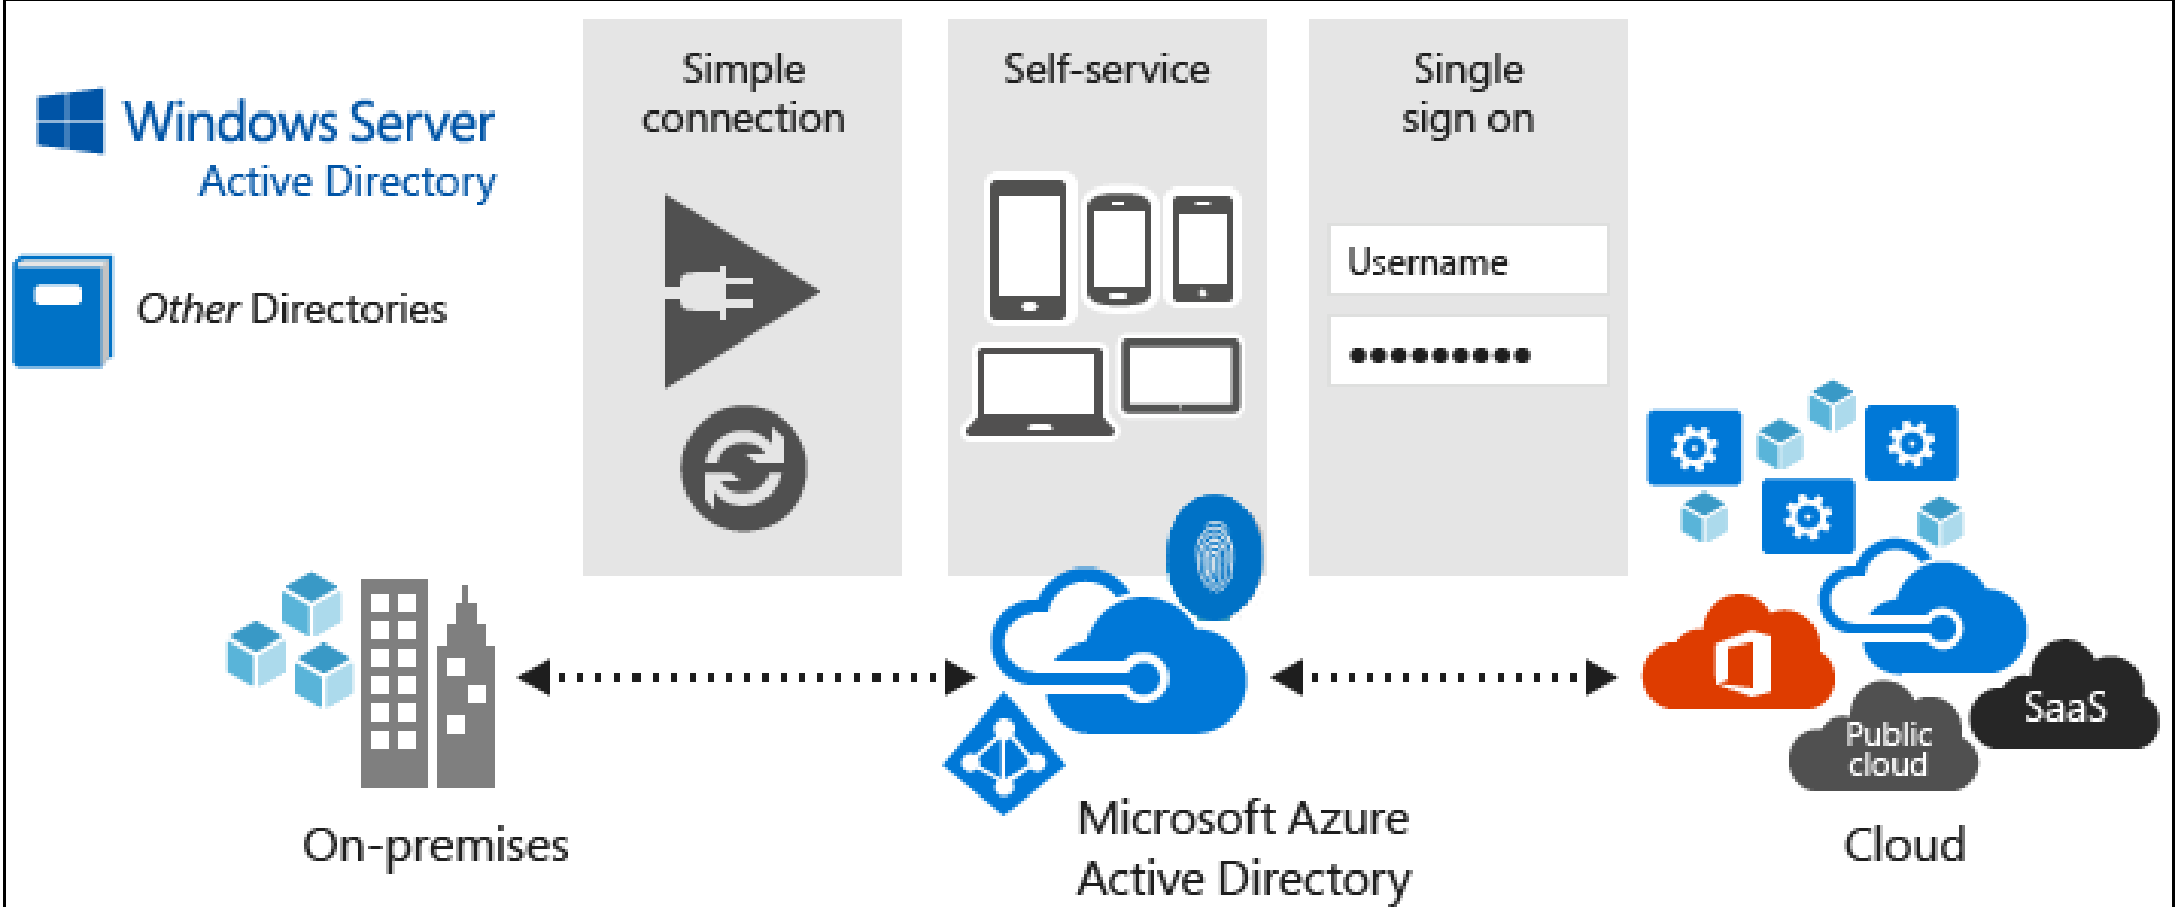 Windows Server
Active Directory
Other Directories
Simple
connection
Self-service
Single
sign on
Username
•••••••••
On-premises
Microsoft Azure
Active Directory
Public
cloud
SaaS
Cloud